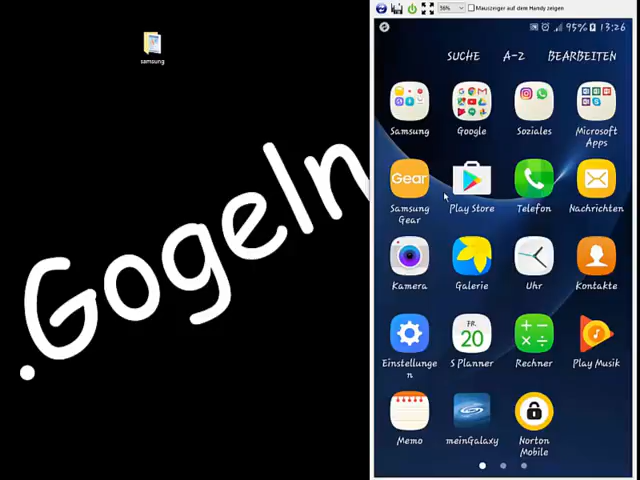 samsung
.Gogeln
56%
Mauszeiger auf dem Handy zeigen
95% 13:26
SUCHE A-Z BEARBEITEN
Samsung Google Soziales Microsoft
Apps
Gear
Samsung Play Store Telefon Nachrichten
Gear
Kamera Galerie Uhr Kontakte
FR.
20
Einstellunge S Planner Rechner Play Musik
n
Memo meinGalaxy Norton
Mobile